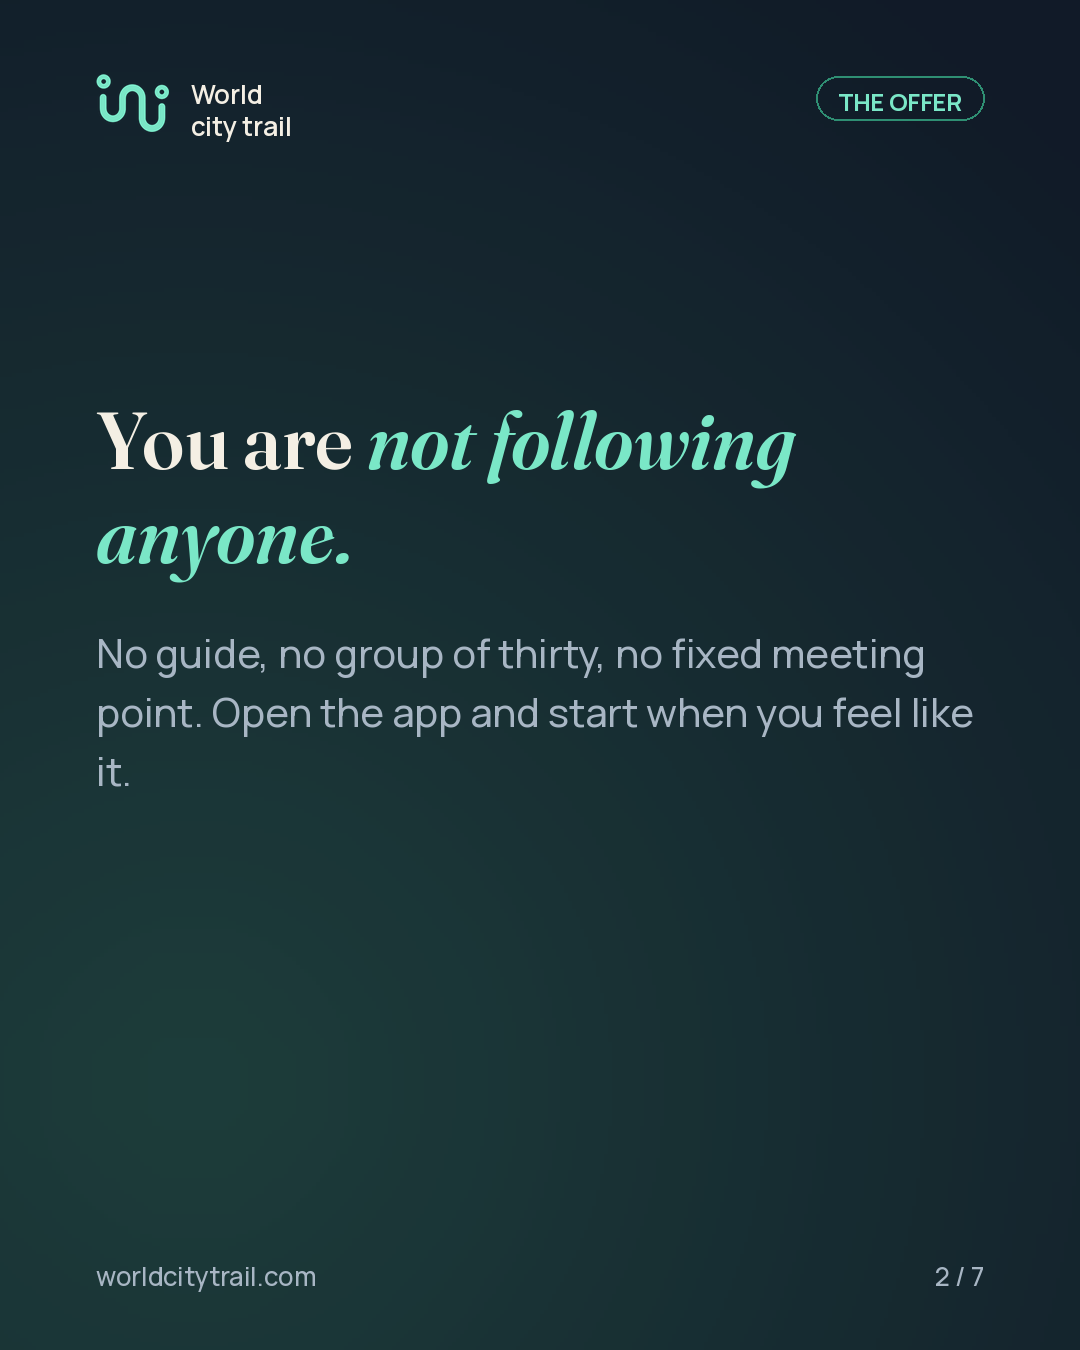 World
city trail
THE OFFER
You are not following
anyone.
No guide, no group of thirty, no fixed meeting
point. Open the app and start when you feel like
it.
worldcitytrail.com
2 / 7